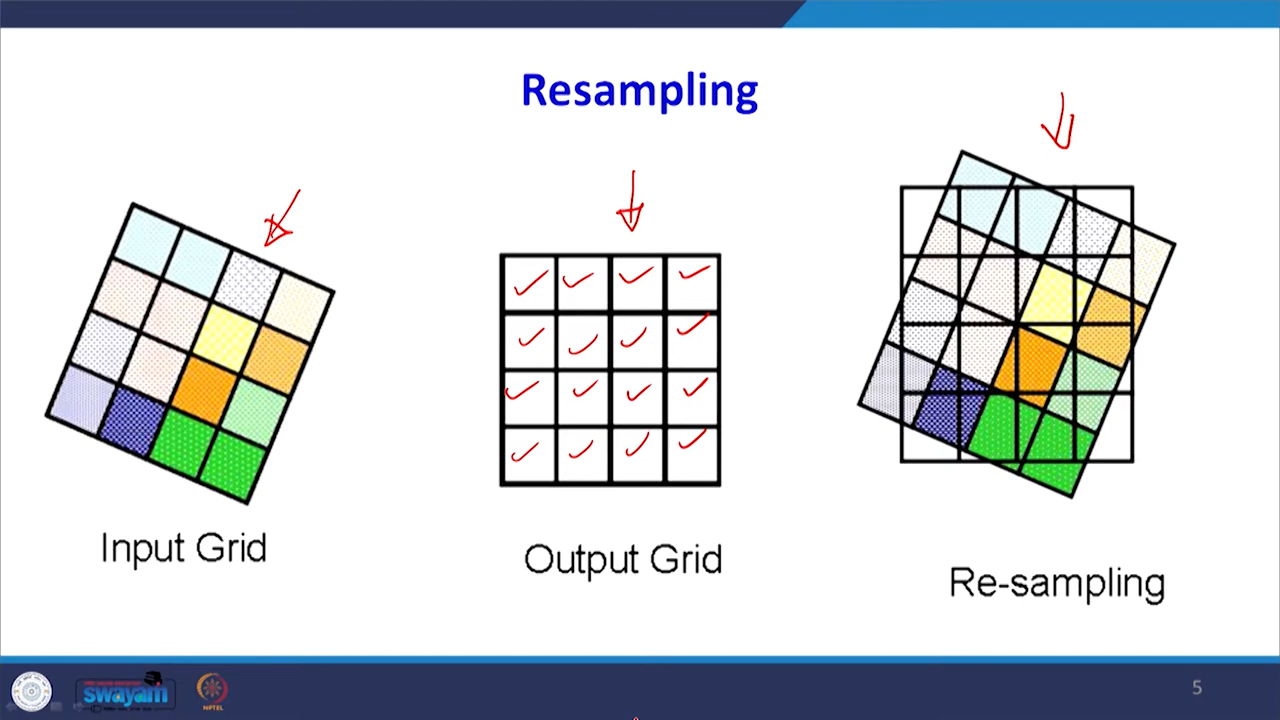 Resampling
Input Grid
Output Grid
Re-sampling
swayam
NPTEL
5